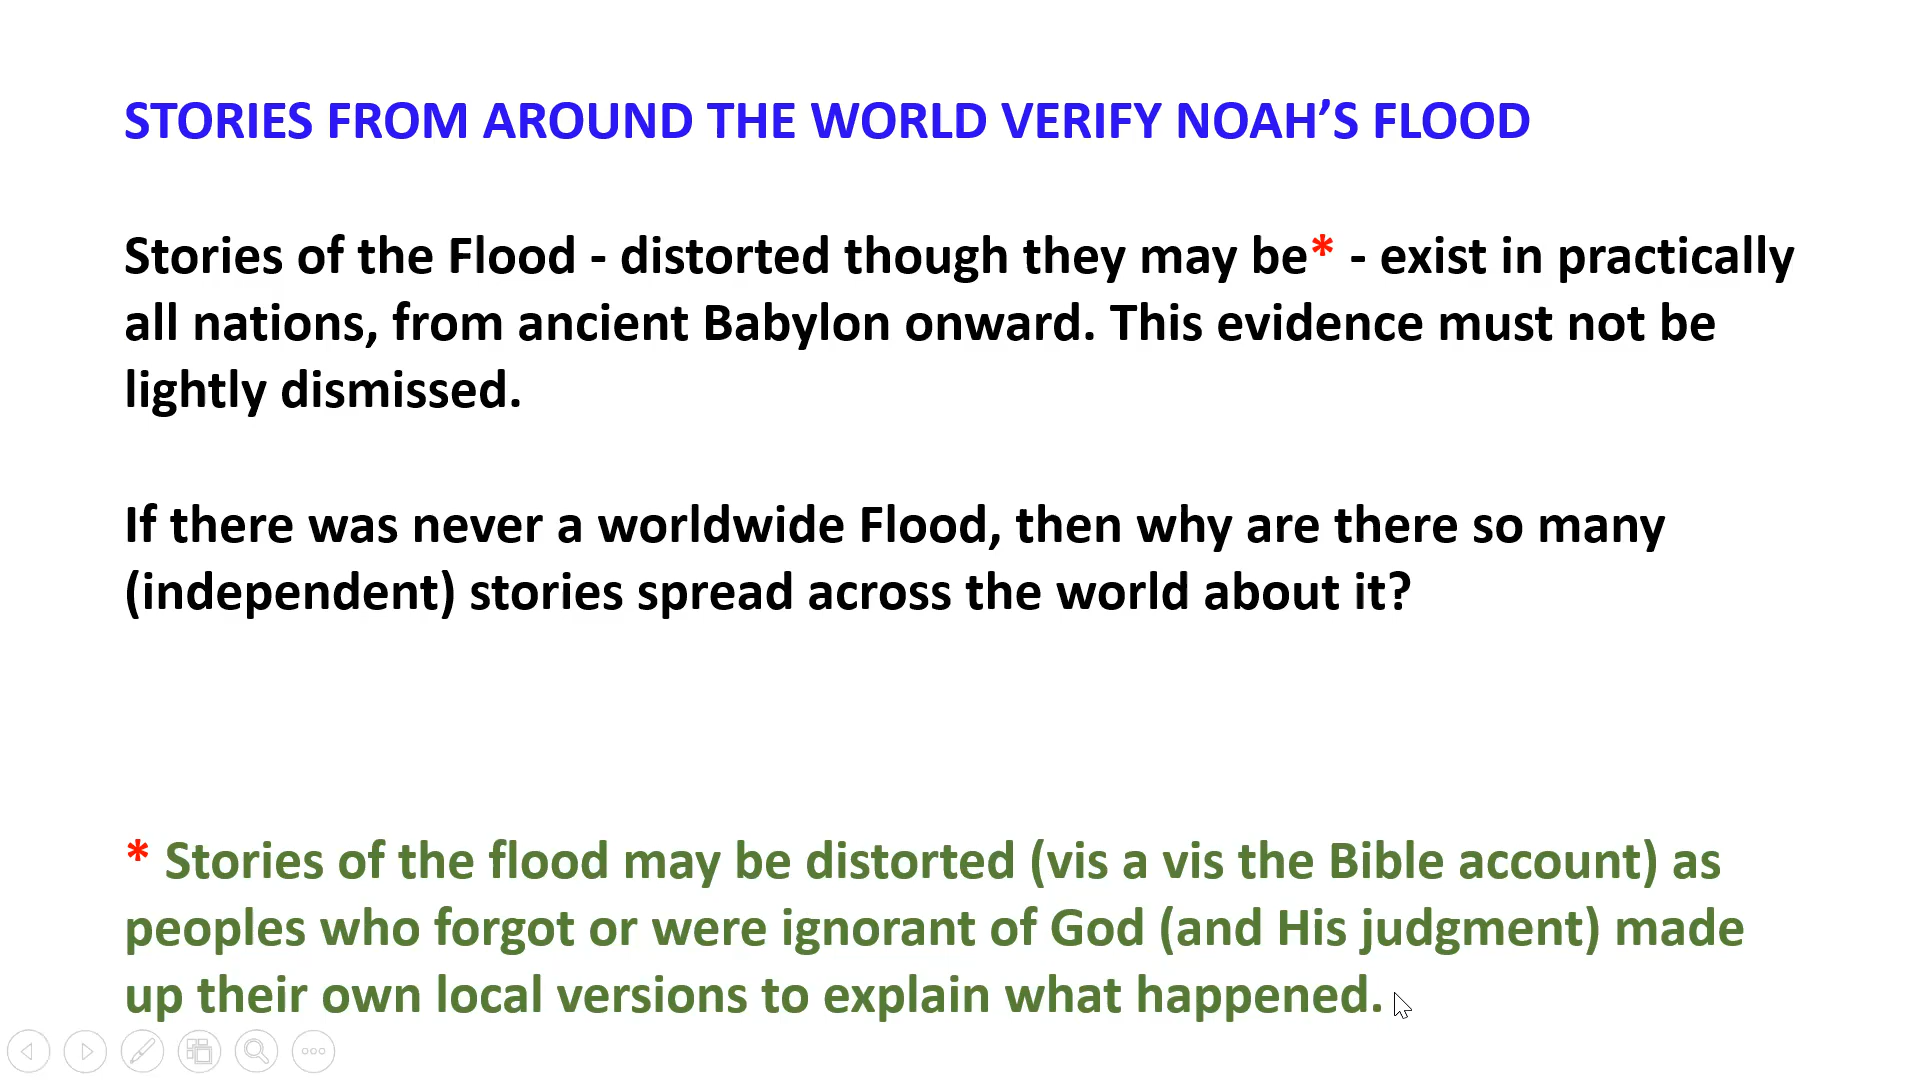 STORIES FROM AROUND THE WORLD VERIFY NOAH’S FLOOD
Stories of the Flood - distorted though they may be* - exist in practically
all nations, from ancient Babylon onward. This evidence must not be
lightly dismissed.
If there was never a worldwide Flood, then why are there so many
(independent) stories spread across the world about it?
* Stories of the flood may be distorted (vis a vis the Bible account) as
peoples who forgot or were ignorant of God (and His judgment) made
up their own local versions to explain what happened.